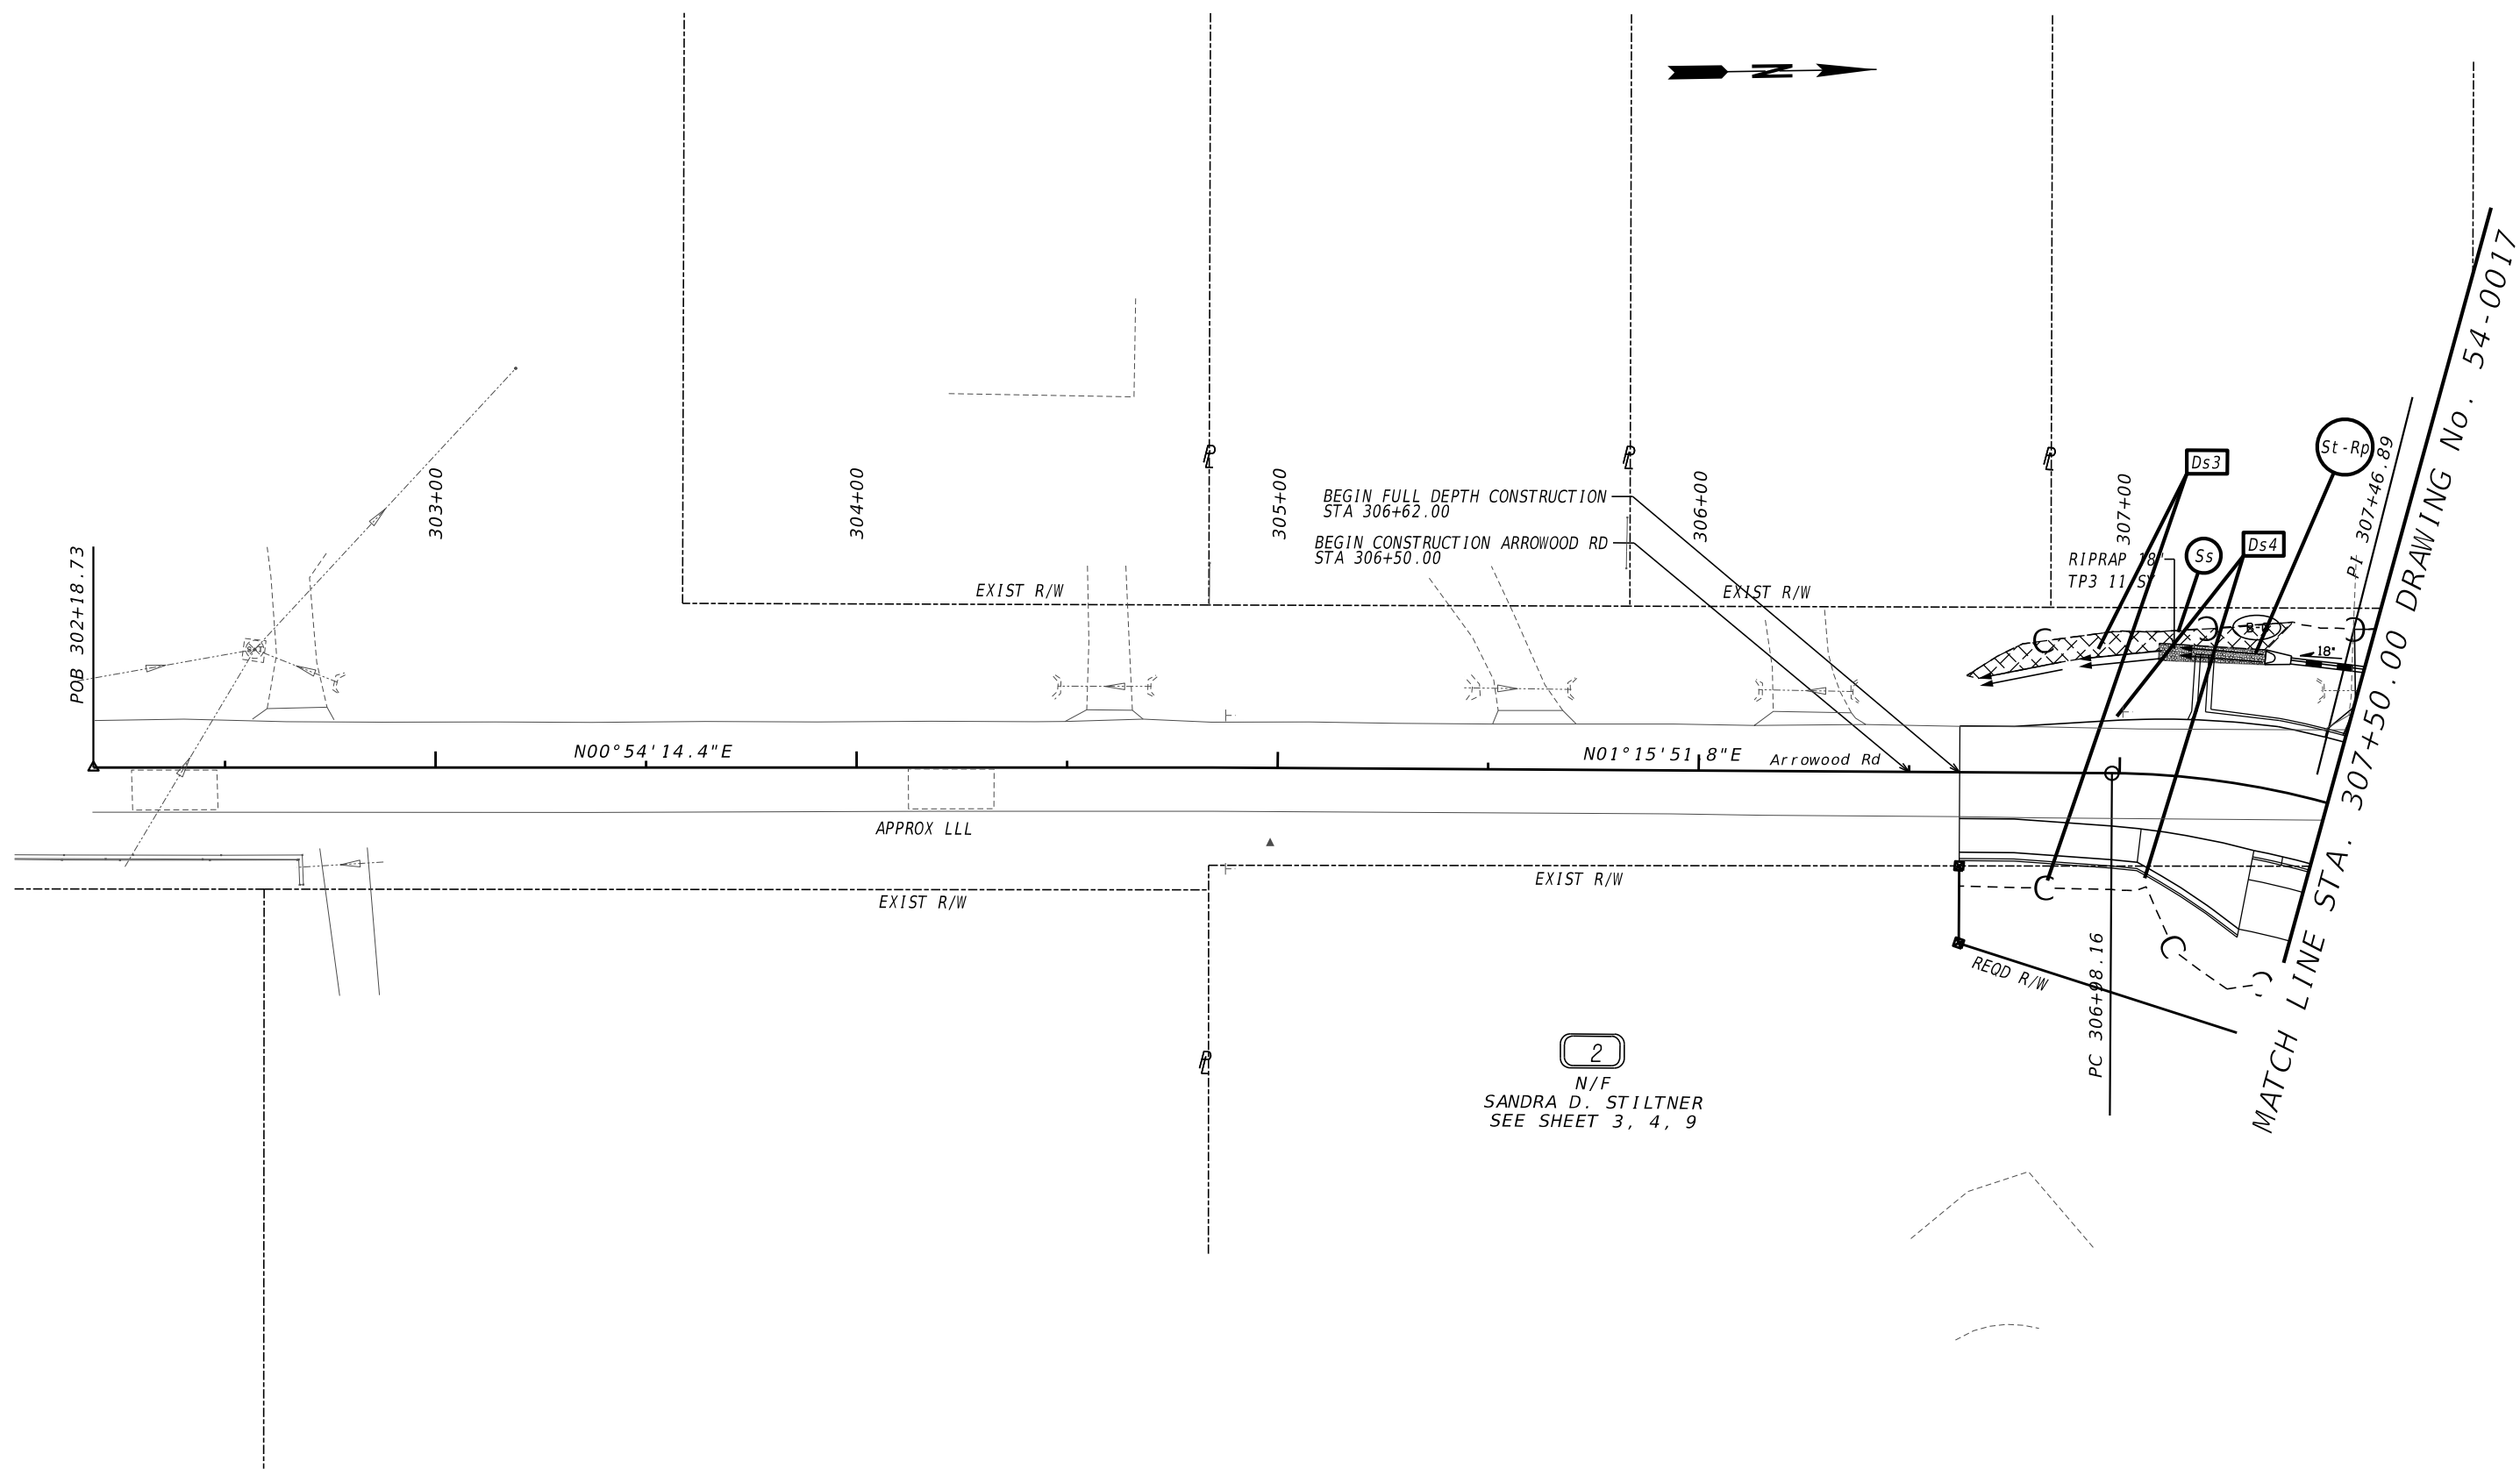 N
MATCH LINE STA. 307+50.00 DRAWING No. 54-0017
PI 307+46.89
St-Rp
Ds3
Ds4
Ss
303+00
304+00
305+00
306+00
307+00
PL
PL
PL
BEGIN FULL DEPTH CONSTRUCTION
STA 306+62.00
BEGIN CONSTRUCTION ARROWOOD RD
STA 306+50.00
RIPRAP 18"
TP3 11 SY
POB 302+18.73
EXIST R/W
EXIST R/W
C
C
C
18"
N00°54'14.4"E
N01°15'51.8"E
Arrowood Rd
APPROX LLL
EXIST R/W
EXIST R/W
C
C
C
REQD R/W
PC 306+98.16
PL
2
N/F
SANDRA D. STILTNER
SEE SHEET 3, 4, 9